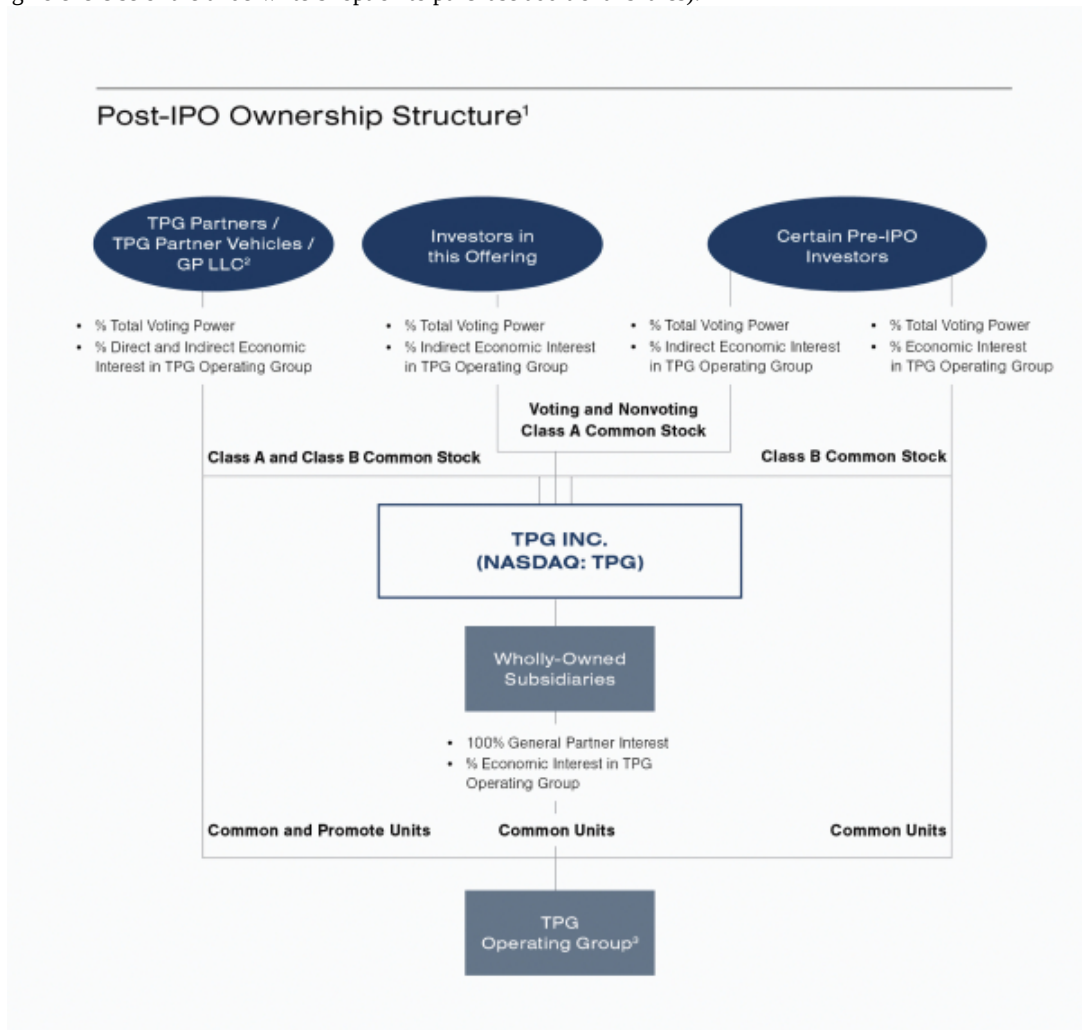 Post-IPO Ownership Structure¹
TPG Partners /
TPG Partner Vehicles /
GP LLC²
Investors in
this Offering
Certain Pre-IPO
Investors
• % Total Voting Power
• % Direct and Indirect Economic
Interest in TPG Operating Group
• % Total Voting Power
• % Indirect Economic Interest
in TPG Operating Group
• % Total Voting Power
• % Indirect Economic Interest
in TPG Operating Group
• % Total Voting Power
• % Economic Interest
in TPG Operating Group
Voting and Nonvoting
Class A Common Stock
Class A and Class B Common Stock
Class B Common Stock
TPG INC.
(NASDAQ: TPG)
Wholly-Owned
Subsidiaries
• 100% General Partner Interest
• % Economic Interest in TPG
Operating Group
Common and Promote Units
Common Units
Common Units
TPG
Operating Group³